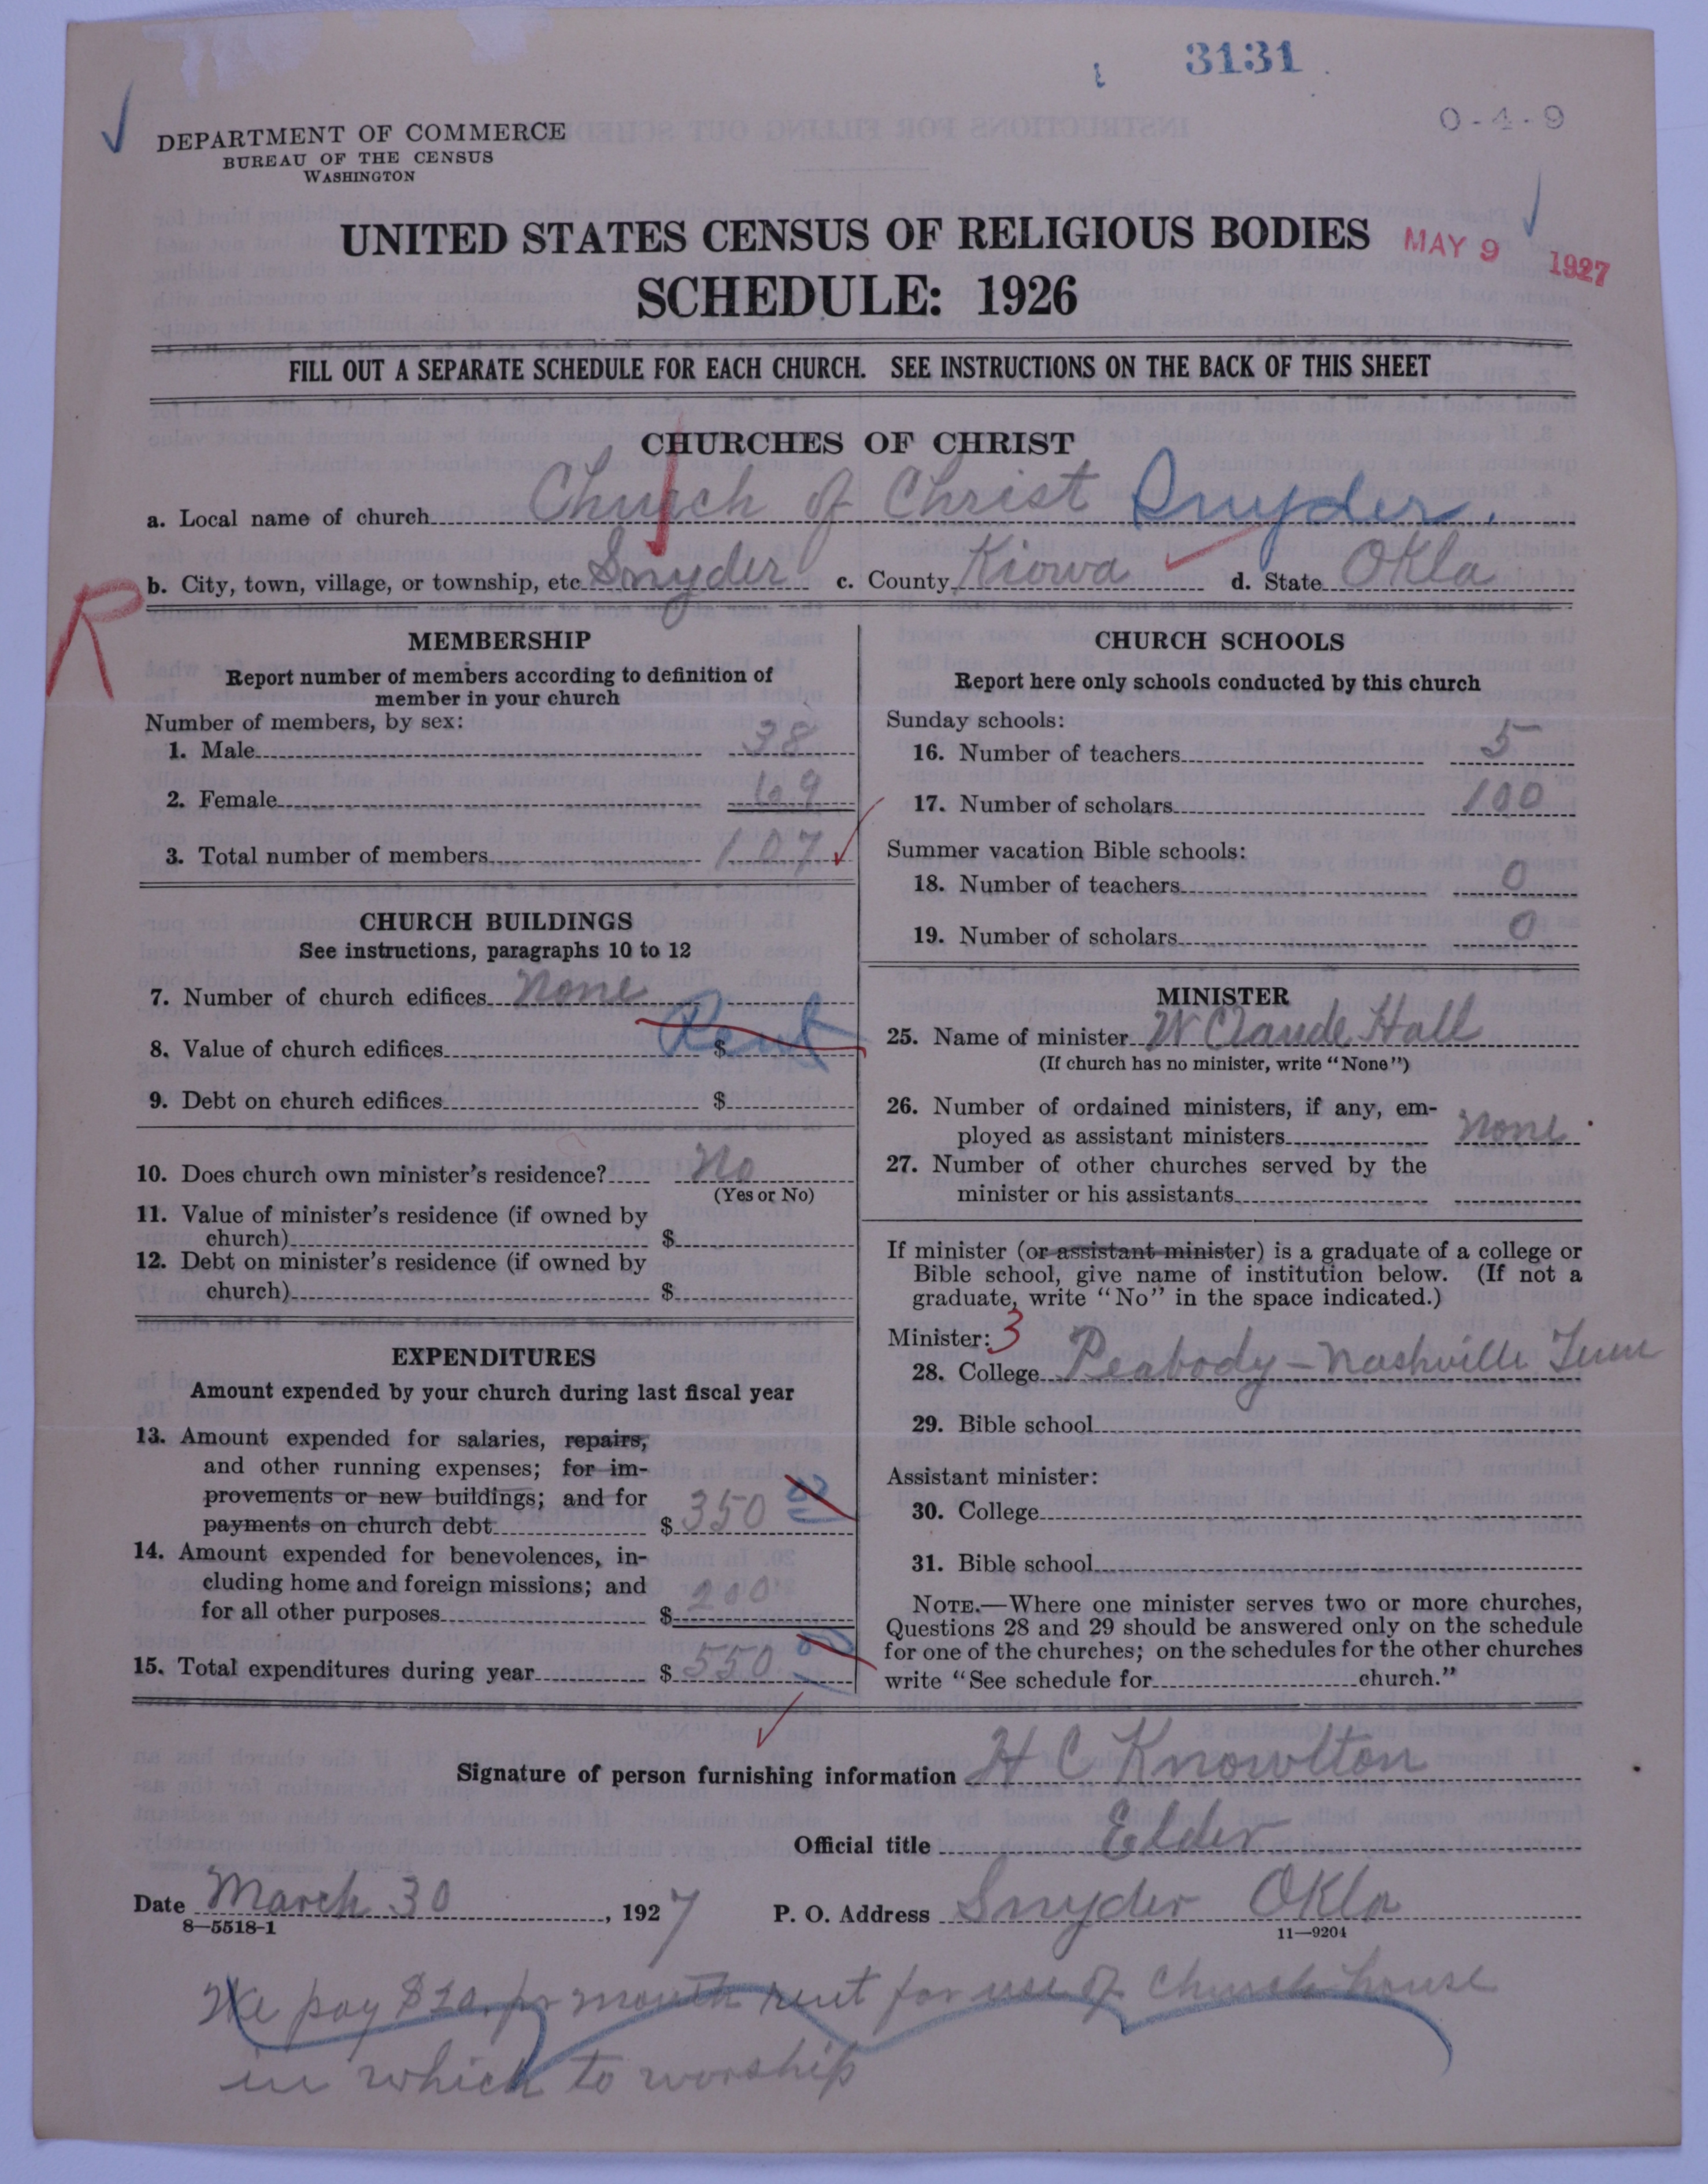 3131
0-4-9
DEPARTMENT OF COMMERCE
BUREAU OF THE CENSUS
WASHINGTON
UNITED STATES CENSUS OF RELIGIOUS BODIES
MAY 9 1927
SCHEDULE: 1926
FILL OUT A SEPARATE SCHEDULE FOR EACH CHURCH. SEE INSTRUCTIONS ON THE BACK OF THIS SHEET
CHURCHES OF CHRIST
a. Local name of church Church of Christ Snyder.
b. City, town, village, or township, etc Snyder c. County Kiowa d. State Okla
R
MEMBERSHIP
Report number of members according to definition of
member in your church
Number of members, by sex:
1. Male 38
2. Female 69
3. Total number of members 107
CHURCH BUILDINGS
See instructions, paragraphs 10 to 12
7. Number of church edifices None
Rent
8. Value of church edifices $
9. Debt on church edifices $
10. Does church own minister's residence? No
(Yes or No)
11. Value of minister's residence (if owned by
church) $
12. Debt on minister's residence (if owned by
church) $
EXPENDITURES
Amount expended by your church during last fiscal year
13. Amount expended for salaries, repairs,
and other running expenses; for im-
provements or new buildings; and for
payments on church debt $ 350 00
14. Amount expended for benevolences, in-
cluding home and foreign missions; and
for all other purposes $ 200
15. Total expenditures during year $ 550 00
CHURCH SCHOOLS
Report here only schools conducted by this church
Sunday schools:
16. Number of teachers 5
17. Number of scholars 100
Summer vacation Bible schools:
18. Number of teachers 0
19. Number of scholars 0
MINISTER
25. Name of minister W Claude Hall
(If church has no minister, write "None")
26. Number of ordained ministers, if any, em-
ployed as assistant ministers None
27. Number of other churches served by the
minister or his assistants
If minister (or assistant minister) is a graduate of a college or
Bible school, give name of institution below. (If not a
graduate, write "No" in the space indicated.)
Minister: 3
28. College Peabody - Nashville Tenn
29. Bible school
Assistant minister:
30. College
31. Bible school
NOTE.—Where one minister serves two or more churches,
Questions 28 and 29 should be answered only on the schedule
for one of the churches; on the schedules for the other churches
write "See schedule for church."
Signature of person furnishing information H C Knowlton
Official title Elder
Date March 30, 1927 P. O. Address Snyder Okla
8—5518-1 11—9204
We pay $20. pr month rent for use of Church house
in which to worship